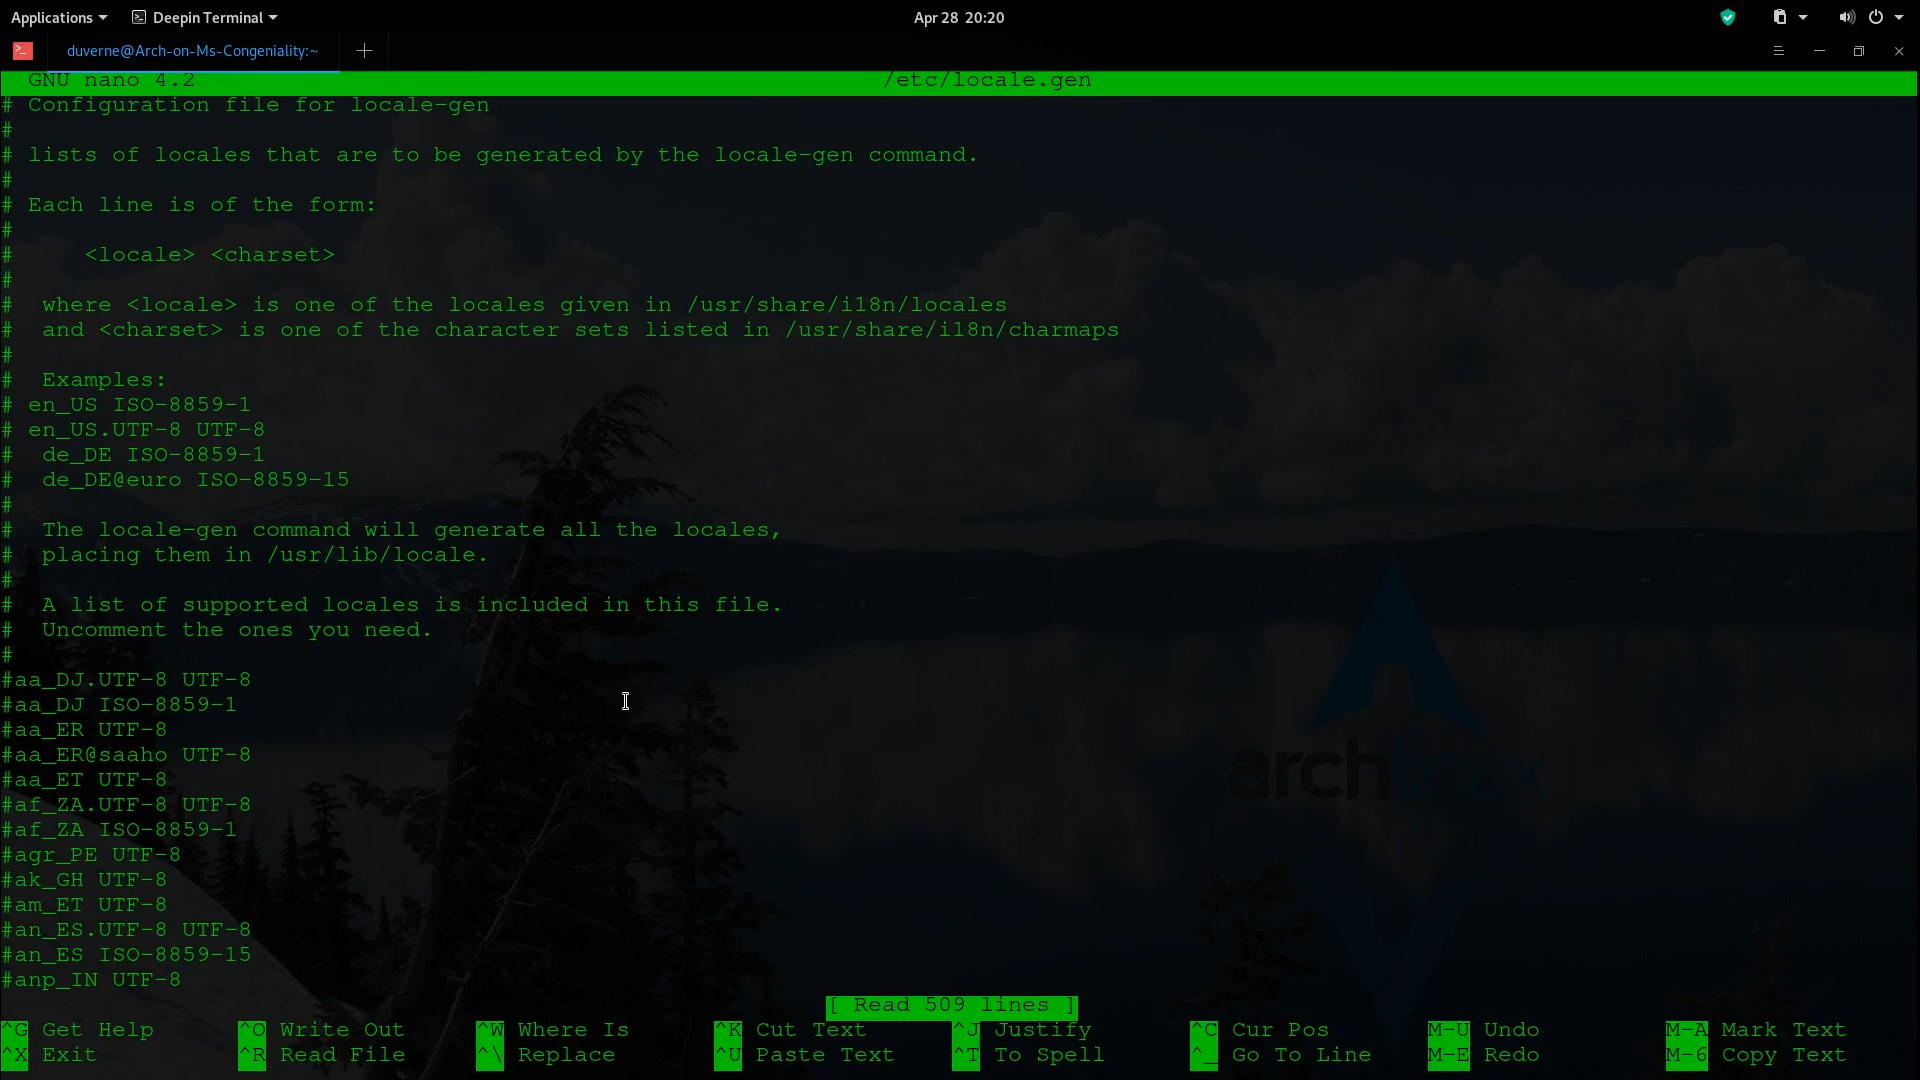 Applications
Deepin Terminal
Apr 28 20:20
duverne@Arch-on-Ms-Congeniality:~
GNU nano 4.2 /etc/locale.gen
# Configuration file for locale-gen
#
# lists of locales that are to be generated by the locale-gen command.
#
# Each line is of the form:
#
#     <locale> <charset>
#
#  where <locale> is one of the locales given in /usr/share/i18n/locales
#  and <charset> is one of the character sets listed in /usr/share/i18n/charmaps
#
#  Examples:
# en_US ISO-8859-1
# en_US.UTF-8 UTF-8
#  de_DE ISO-8859-1
#  de_DE@euro ISO-8859-15
#
#  The locale-gen command will generate all the locales,
#  placing them in /usr/lib/locale.
#
#  A list of supported locales is included in this file.
#  Uncomment the ones you need.
#
#aa_DJ.UTF-8 UTF-8
#aa_DJ ISO-8859-1
#aa_ER UTF-8
#aa_ER@saaho UTF-8
#aa_ET UTF-8
#af_ZA.UTF-8 UTF-8
#af_ZA ISO-8859-1
#agr_PE UTF-8
#ak_GH UTF-8
#am_ET UTF-8
#an_ES.UTF-8 UTF-8
#an_ES ISO-8859-15
#anp_IN UTF-8
archlinux
[ Read 509 lines ]
^G Get Help ^O Write Out ^W Where Is ^K Cut Text ^J Justify ^C Cur Pos M-U Undo M-A Mark Text
^X Exit ^R Read File ^\ Replace ^U Paste Text ^T To Spell ^_ Go To Line M-E Redo M-6 Copy Text